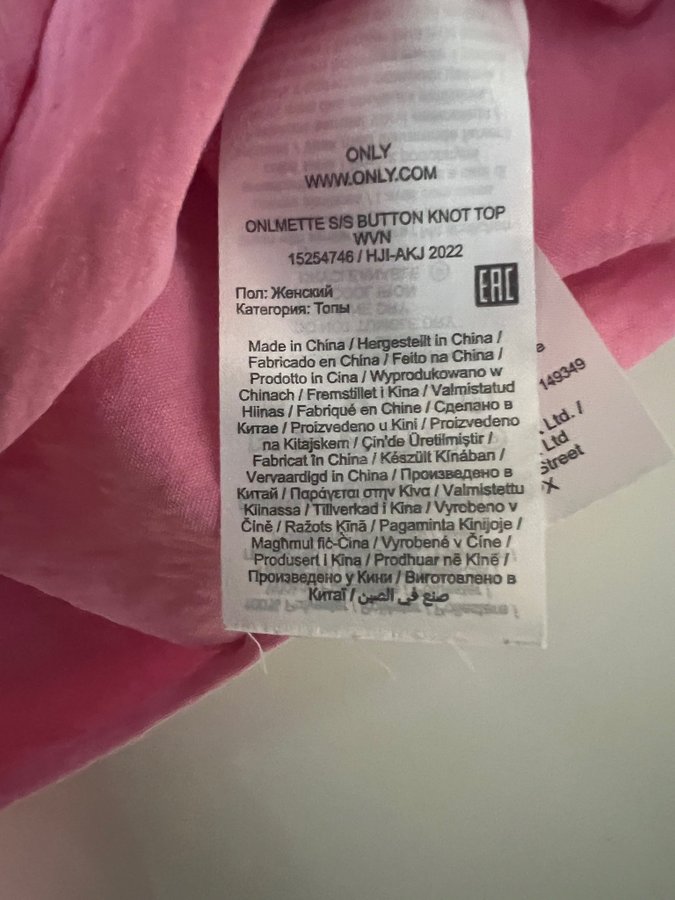 ONLY
WWW.ONLY.COM
ONLMETTE S/S BUTTON KNOT TOP
WVN
15254746 / HJI-AKJ 2022
EAC
Пол: Женский
Категория: Топы
Made in China / Hergestellt in China /
Fabricado en China / Feito na China /
Prodotto in Cina / Wyprodukowano w
Chinach / Fremstillet i Kina / Valmistatud
Hiinas / Fabriqué en Chine / Сделано в
Китае / Proizvedeno u Kini / Proizvedeno
na Kitajskem / Çin'de Üretilmiştir /
Fabricat în China / Készült Kínában /
Vervaardigd in China / Произведено в
Китай / Παράγεται στην Κίνα / Valmistettu
Kiinassa / Tillverkad i Kina / Vyrobeno v
Číně / Ražots Ķīnā / Pagaminta Kinijoje /
Magħmul fiċ-Ċina / Vyrobené v Číne /
Produsert i Kina / Prodhuar në Kinë /
Произведено у Кини / Виготовлено в
Китаї / صنع في الصين
149349
. Ltd. /
Ltd
Street